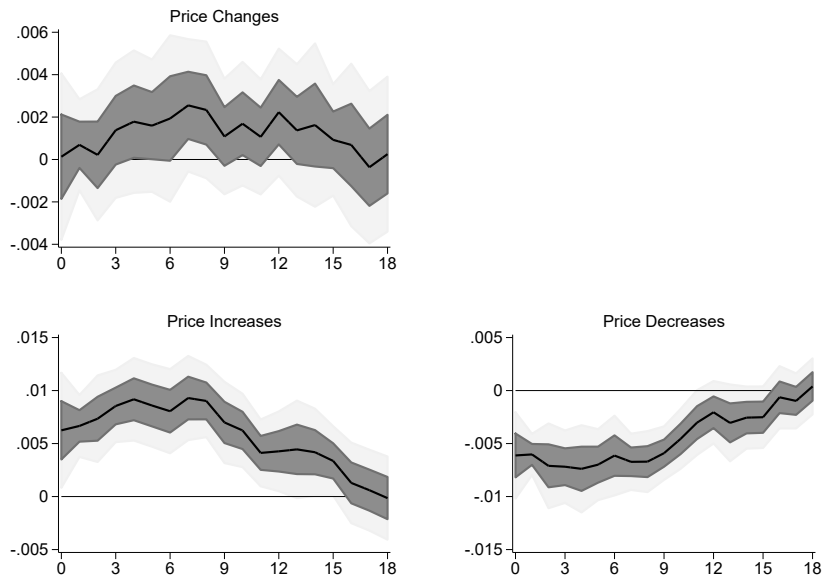 Price Changes
.006
.004
.002
0
-.002
-.004
0 3 6 9 12 15 18
Price Increases
.015
.01
.005
0
-.005
0 3 6 9 12 15 18
Price Decreases
.005
0
-.005
-.01
-.015
0 3 6 9 12 15 18